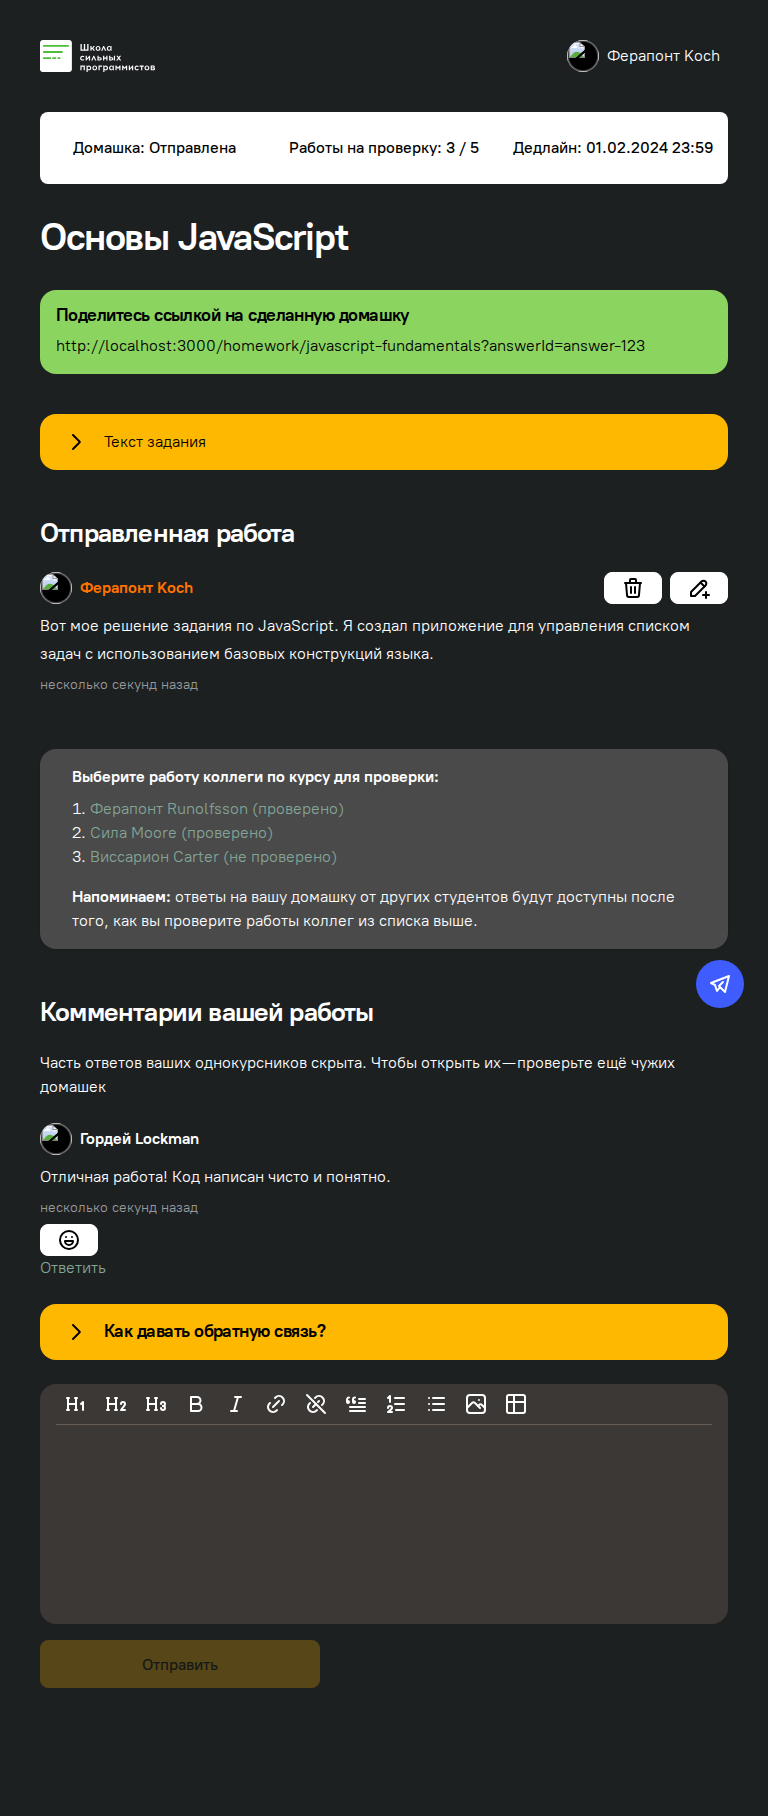 Школа
сильных
программистов
Ферапонт Koch
Домашка: Отправлена
Работы на проверку: 3 / 5
Дедлайн: 01.02.2024 23:59
Основы JavaScript
Поделитесь ссылкой на сделанную домашку
http://localhost:3000/homework/javascript-fundamentals?answerId=answer-123
Текст задания
Отправленная работа
Ферапонт Koch
Вот мое решение задания по JavaScript. Я создал приложение для управления списком
задач с использованием базовых конструкций языка.
несколько секунд назад
Выберите работу коллеги по курсу для проверки:
1. Ферапонт Runolfsson (проверено)
2. Сила Moore (проверено)
3. Виссарион Carter (не проверено)
Напоминаем: ответы на вашу домашку от других студентов будут доступны после
того, как вы проверите работы коллег из списка выше.
Комментарии вашей работы
Часть ответов ваших однокурсников скрыта. Чтобы открыть их—проверьте ещё чужих
домашек
Гордей Lockman
Отличная работа! Код написан чисто и понятно.
несколько секунд назад
Ответить
Как давать обратную связь?
H1 H2 H3 B I
Отправить